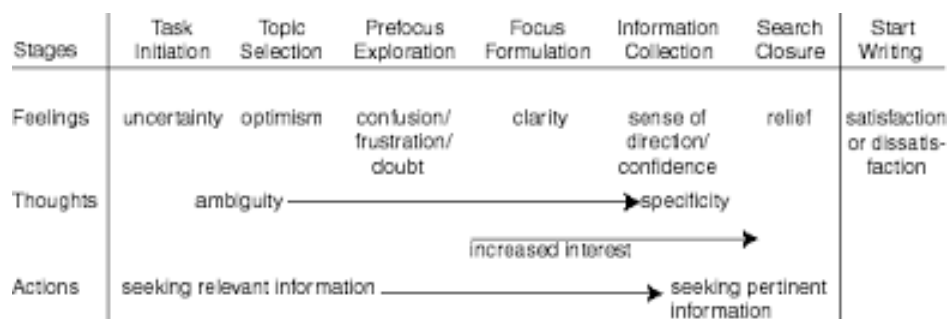 Task Topic Prefocus Focus Information Search Start
Stages Initiation Selection Exploration Formulation Collection Closure Writing
Feelings uncertainty optimism confusion/ clarity sense of relief satisfaction
frustration/ direction/ or dissatis-
doubt confidence faction
Thoughts ambiguity specificity
increased interest
Actions seeking relevant information seeking pertinent
information